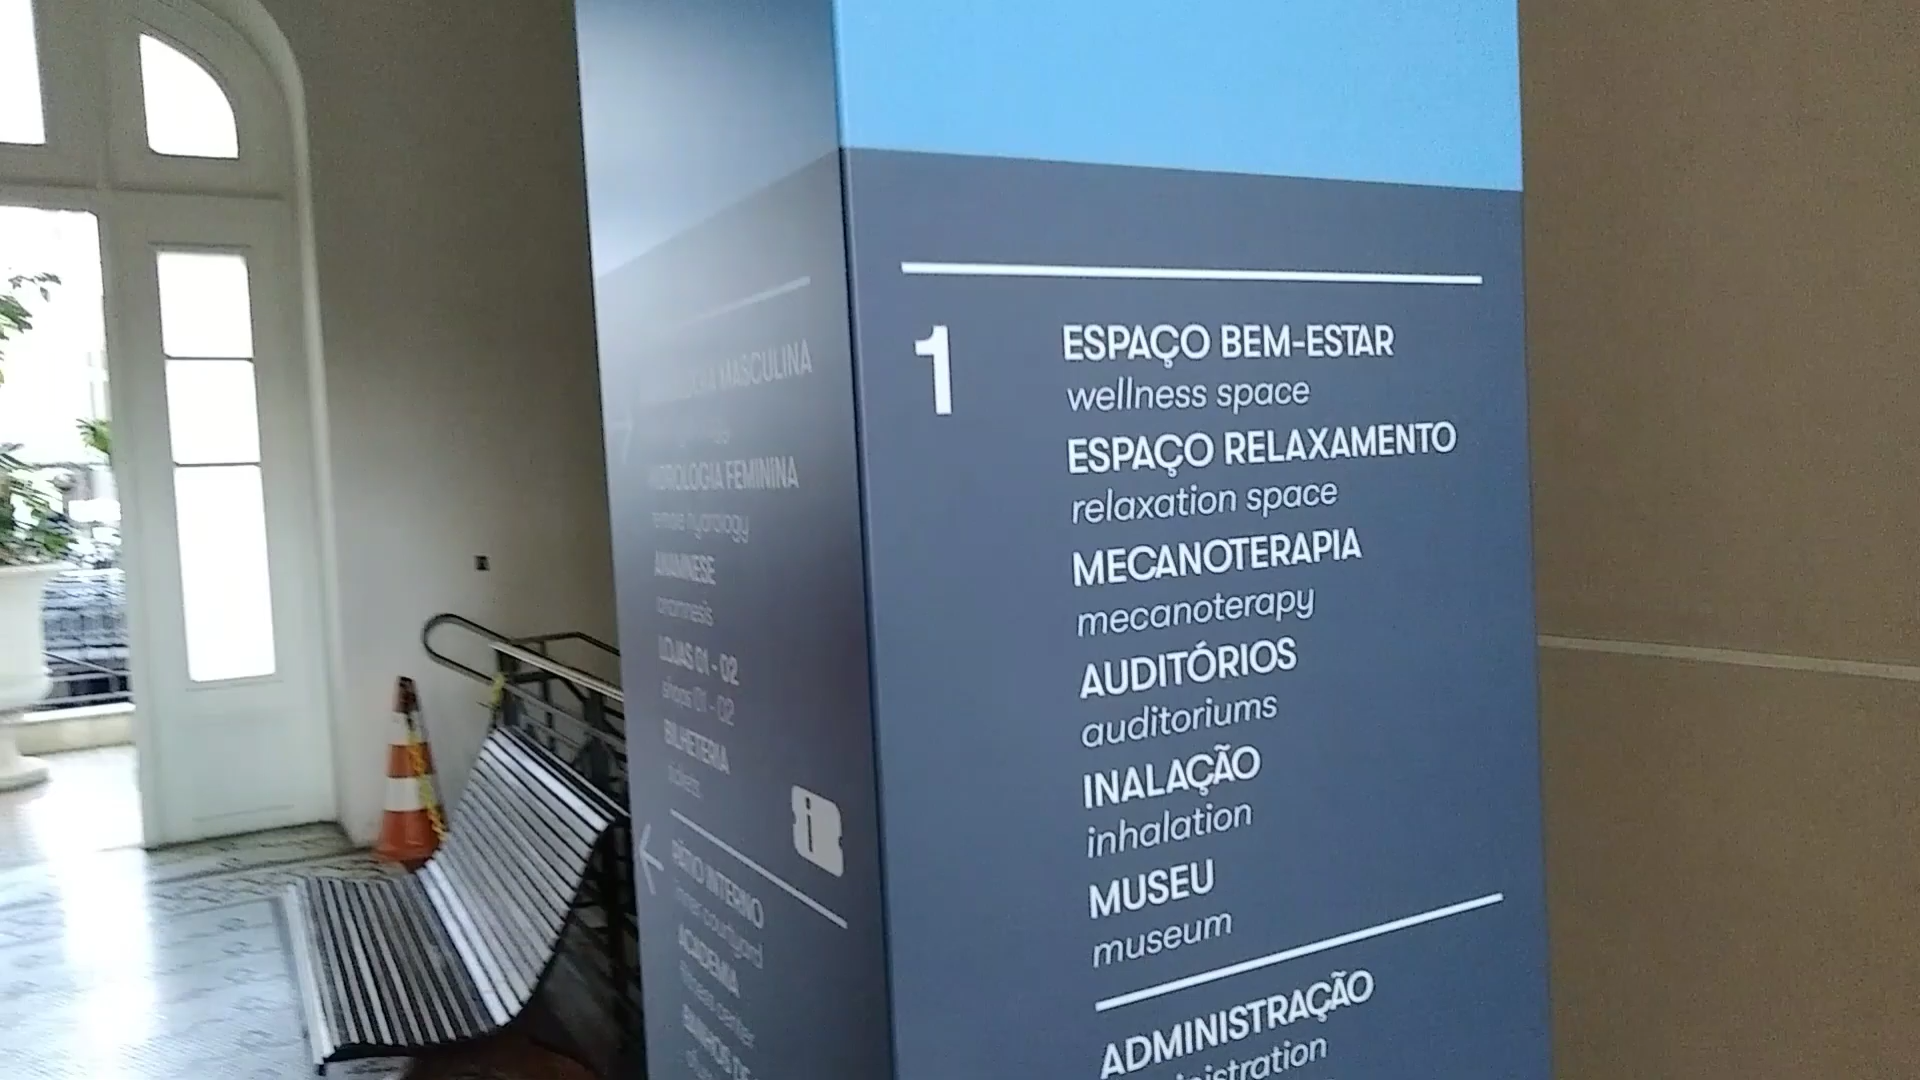 MASCULINA
HIDROLOGIA FEMININA
female hydrology
ANAMNESE
anamnesis
LOJAS 01 - 02
shops 01 - 02
BILHETERIA
tickets
i
PÁTIO INTERNO
inner courtyard
ACADEMIA
fitness center
BANHOS DE
1
ESPAÇO BEM-ESTAR
wellness space
ESPAÇO RELAXAMENTO
relaxation space
MECANOTERAPIA
mecanoterapy
AUDITÓRIOS
auditoriums
INALAÇÃO
inhalation
MUSEU
museum
ADMINISTRAÇÃO